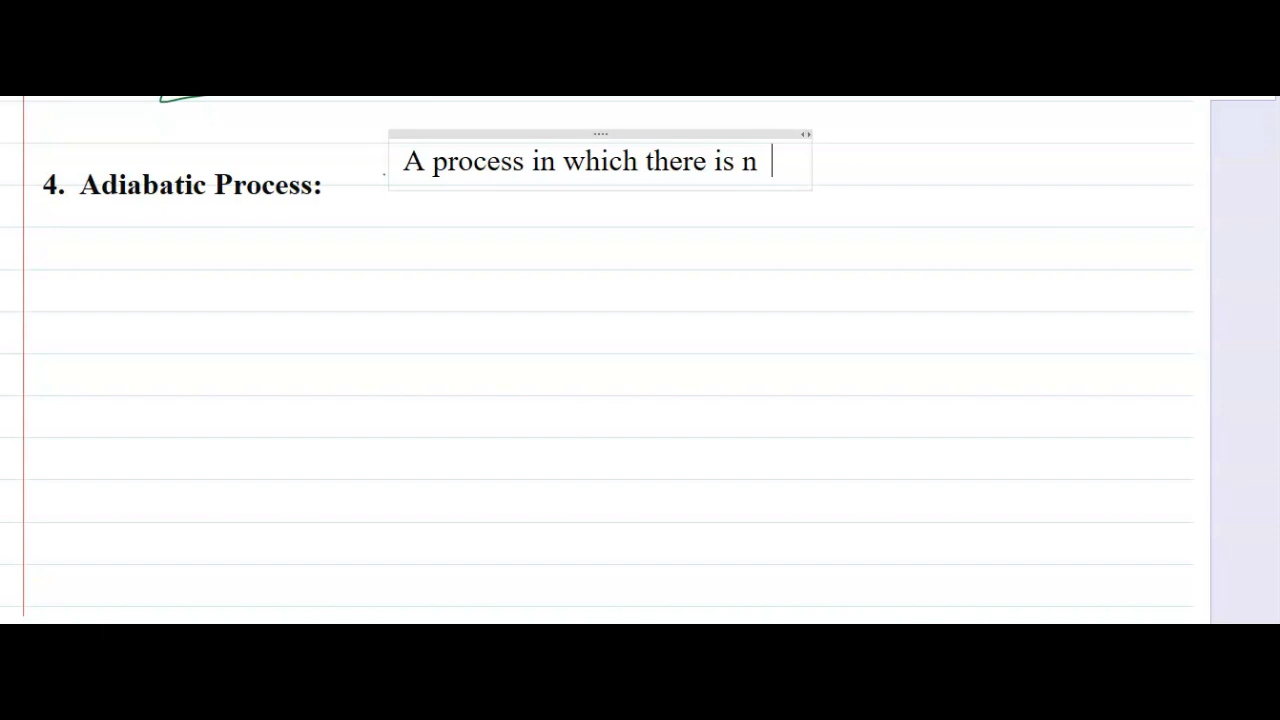 A process in which there is n
4. Adiabatic Process: